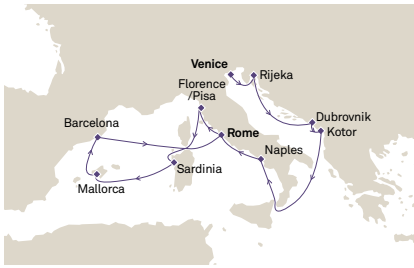 Venice
Rijeka
Florence
/Pisa
Dubrovnik
Barcelona
Kotor
Rome
Naples
Sardinia
Mallorca